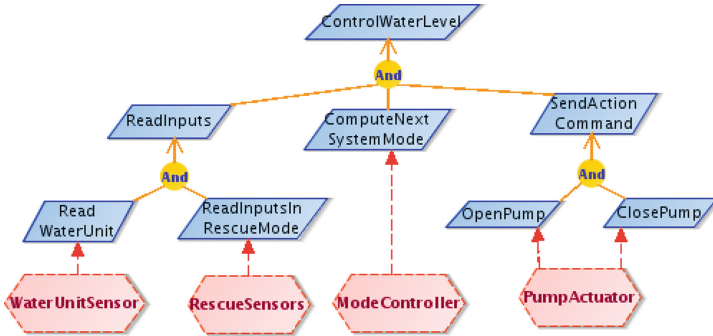 ControlWaterLevel
And
ReadInputs
ComputeNext
SystemMode
SendAction
Command
And
And
Read
WaterUnit
ReadInputsIn
RescueMode
OpenPump
ClosePump
WaterUnitSensor
RescueSensors
ModeController
PumpActuator